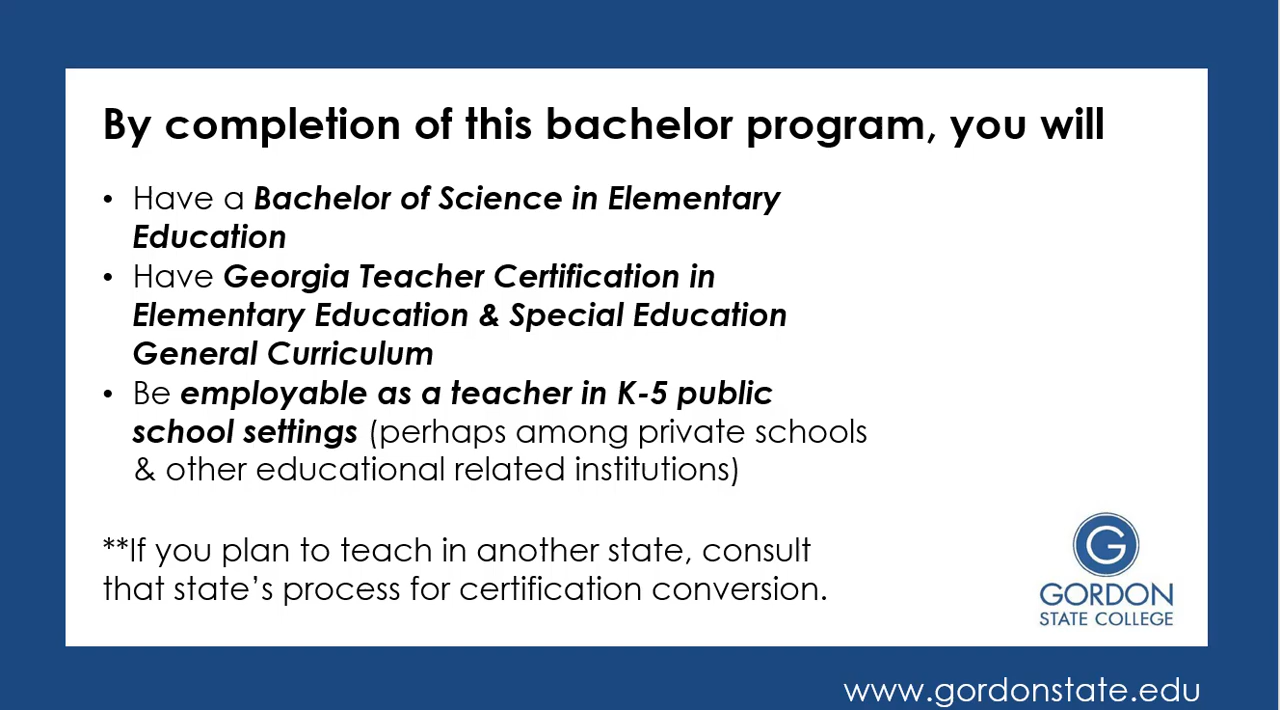 By completion of this bachelor program, you will
• Have a Bachelor of Science in Elementary
Education
• Have Georgia Teacher Certification in
Elementary Education & Special Education
General Curriculum
• Be employable as a teacher in K-5 public
school settings (perhaps among private schools
& other educational related institutions)
**If you plan to teach in another state, consult
that state’s process for certification conversion.
G
GORDON
STATE COLLEGE
www.gordonstate.edu